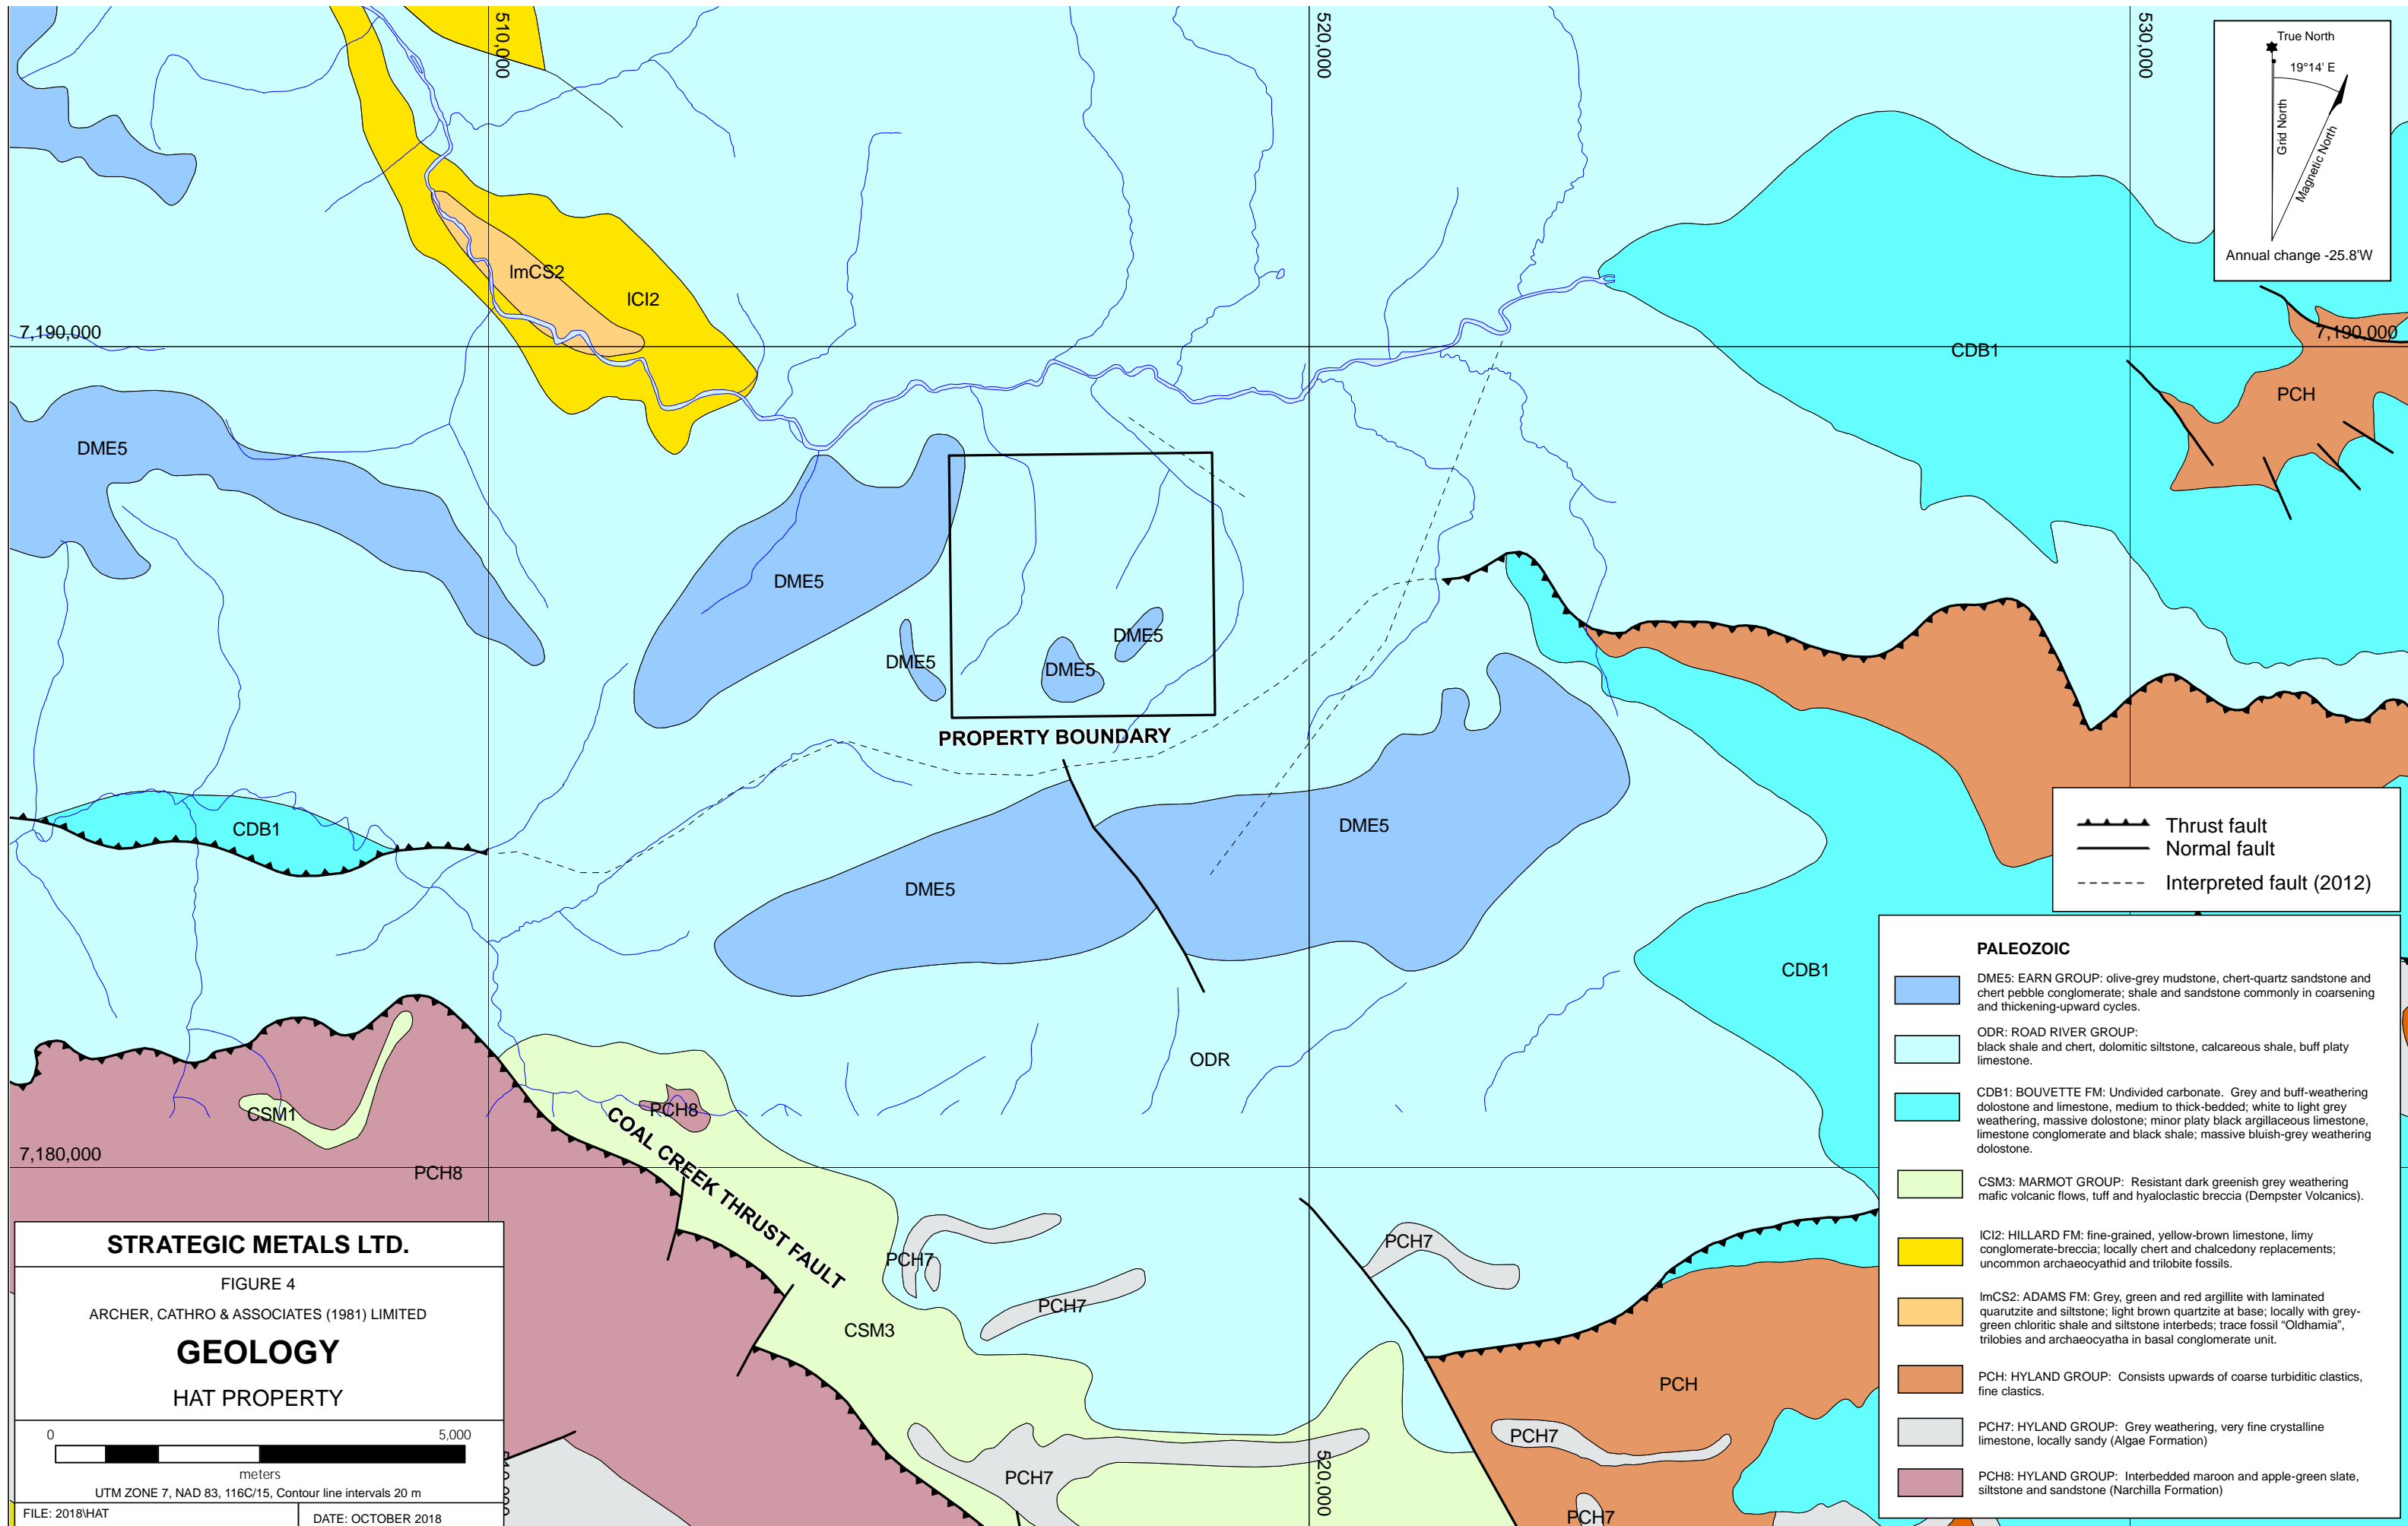 510,000
520,000
530,000
True North
19°14' E
Grid North
Magnetic North
Annual change -25.8'W
lmCS2
ICI2
7,190,000
7,190,000
CDB1
PCH
DME5
DME5
DME5
DME5
DME5
PROPERTY BOUNDARY
CDB1
DME5
DME5
Thrust fault
Normal fault
Interpreted fault (2012)
CDB1
ODR
CSM1
PCH8
COAL CREEK THRUST FAULT
7,180,000
PCH8
PCH7
PCH7
PCH7
CSM3
PCH
PCH7
PCH7
PCH7
520,000
PALEOZOIC
DME5: EARN GROUP: olive-grey mudstone, chert-quartz sandstone and
chert pebble conglomerate; shale and sandstone commonly in coarsening
and thickening-upward cycles.
ODR: ROAD RIVER GROUP:
black shale and chert, dolomitic siltstone, calcareous shale, buff platy
limestone.
CDB1: BOUVETTE FM: Undivided carbonate. Grey and buff-weathering
dolostone and limestone, medium to thick-bedded; white to light grey
weathering, massive dolostone; minor platy black argillaceous limestone,
limestone conglomerate and black shale; massive bluish-grey weathering
dolostone.
CSM3: MARMOT GROUP: Resistant dark greenish grey weathering
mafic volcanic flows, tuff and hyaloclastic breccia (Dempster Volcanics).
ICI2: HILLARD FM: fine-grained, yellow-brown limestone, limy
conglomerate-breccia; locally chert and chalcedony replacements;
uncommon archaeocyathid and trilobite fossils.
lmCS2: ADAMS FM: Grey, green and red argillite with laminated
quarutzite and siltstone; light brown quartzite at base; locally with grey-
green chloritic shale and siltstone interbeds; trace fossil “Oldhamia”,
trilobies and archaeocyatha in basal conglomerate unit.
PCH: HYLAND GROUP: Consists upwards of coarse turbiditic clastics,
fine clastics.
PCH7: HYLAND GROUP: Grey weathering, very fine crystalline
limestone, locally sandy (Algae Formation)
PCH8: HYLAND GROUP: Interbedded maroon and apple-green slate,
siltstone and sandstone (Narchilla Formation)
STRATEGIC METALS LTD.
FIGURE 4
ARCHER, CATHRO & ASSOCIATES (1981) LIMITED
GEOLOGY
HAT PROPERTY
0 5,000
meters
UTM ZONE 7, NAD 83, 116C/15, Contour line intervals 20 m
FILE: 2018\HAT
DATE: OCTOBER 2018